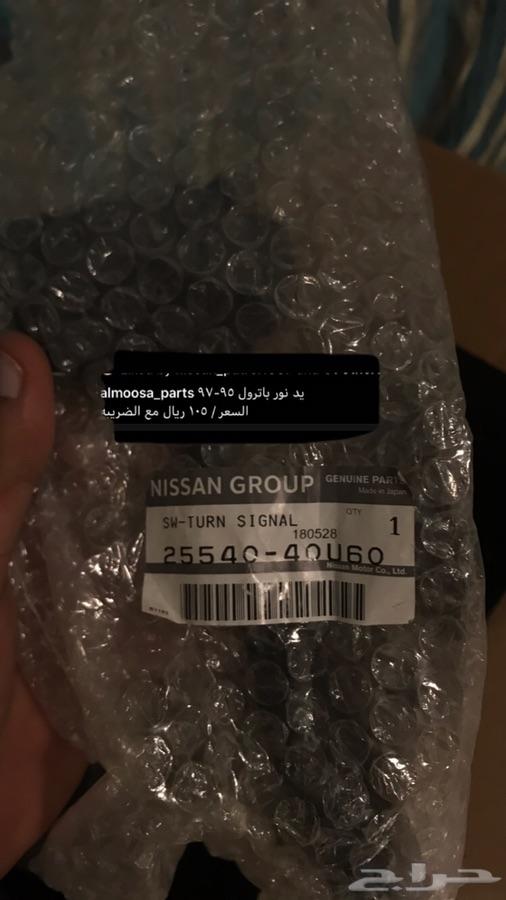 almoosa_parts يد نور باترول ٩٥-٩٧
السعر/ ١٠٥ ريال مع الضريبه
NISSAN GROUP
GENUINE PARTS
Made in Japan
SW-TURN SIGNAL
QTY
1
180528
25540-40U60
Nissan Motor Co., Ltd.
حراج